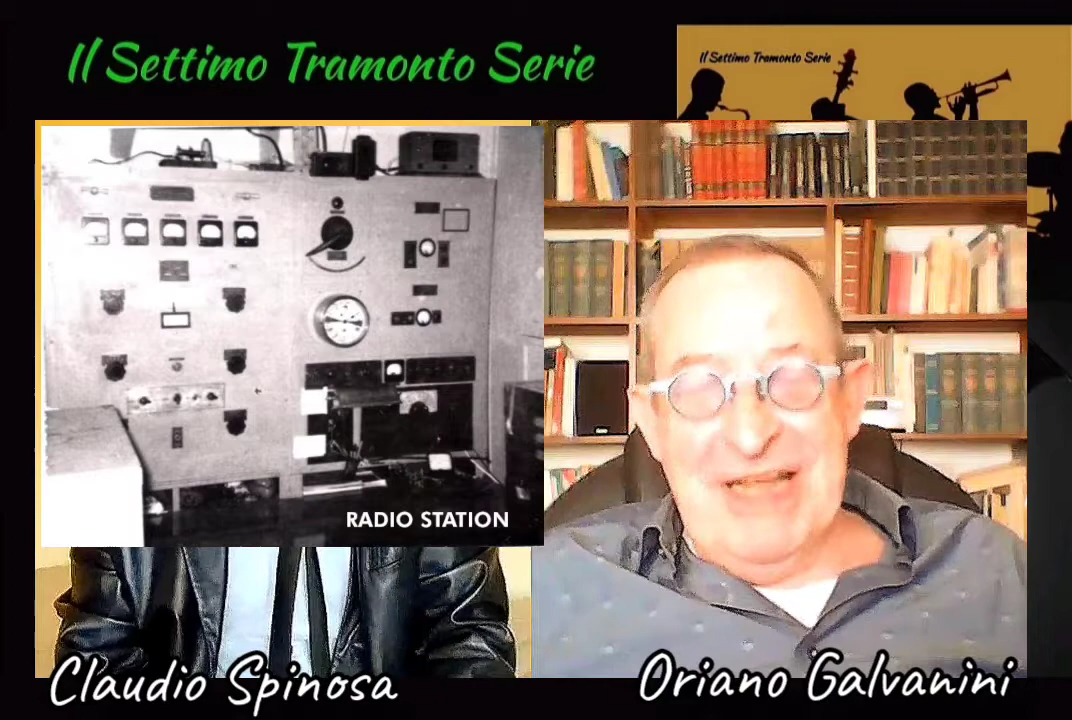 Il Settimo Tramonto Serie
Il Settimo Tramonto Serie
RADIO STATION
Claudio Spinosa
Oriano Galvanini